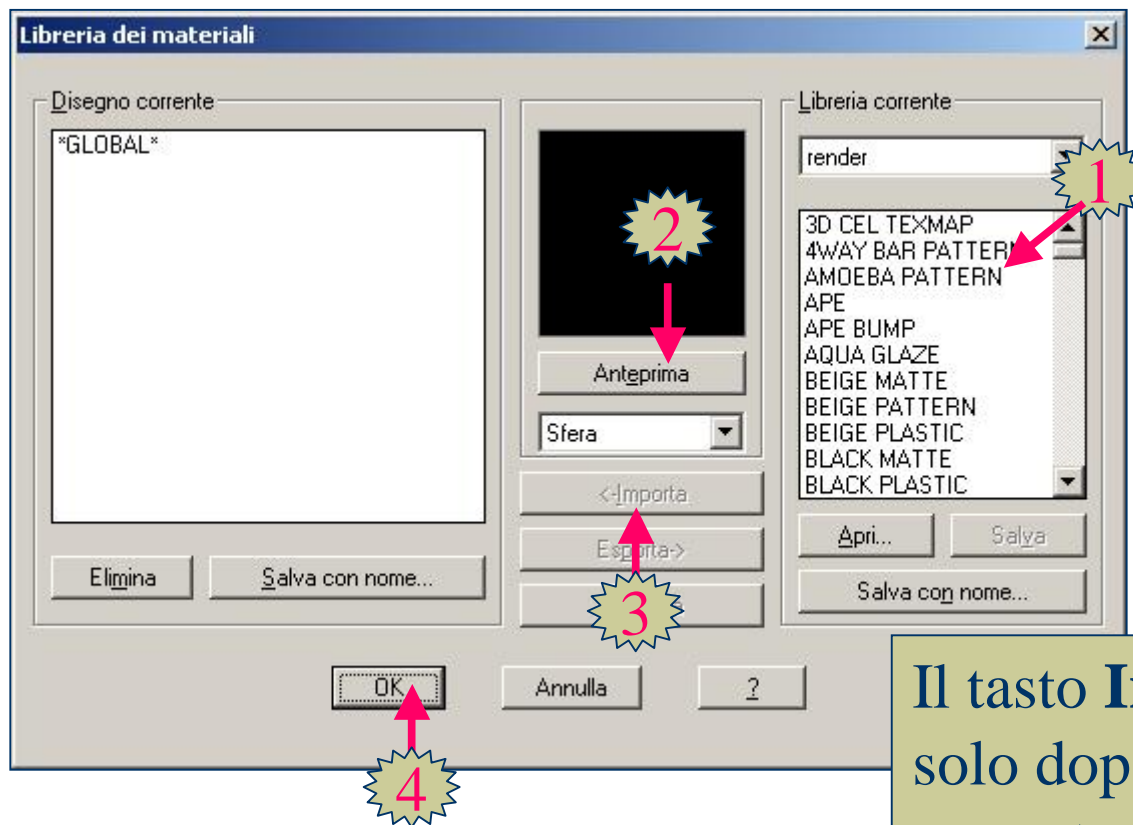 Libreria dei materiali
Disegno corrente
*GLOBAL*
Elimina
Salva con nome...
2
Anteprima
Sfera
<-Importa
Esporta->
3
Libreria corrente
render
1
3D CEL TEXMAP
4WAY BAR PATTERN
AMOEBA PATTERN
APE
APE BUMP
AQUA GLAZE
BEIGE MATTE
BEIGE PATTERN
BEIGE PLASTIC
BLACK MATTE
BLACK PLASTIC
Apri...
Salva
Salva con nome...
OK
Annulla
?
4
Il tasto
solo